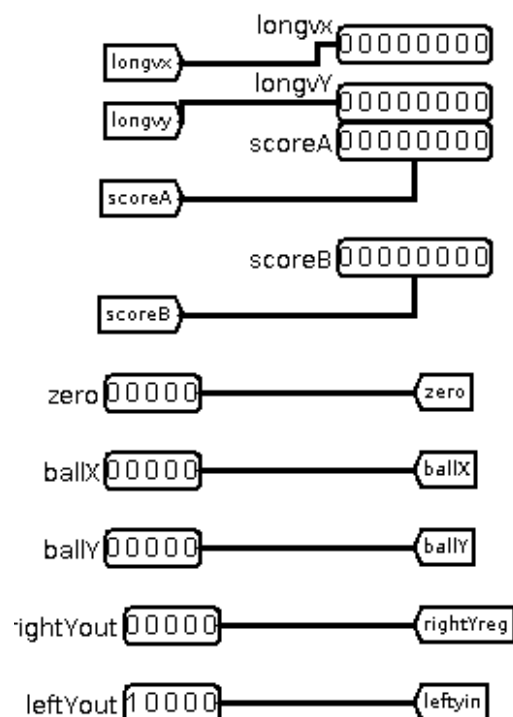 longvx 00000000
longvx
longvY 00000000
longvy
scoreA 00000000
scoreA
scoreB 00000000
scoreB
zero 00000 zero
ballX 00000 ballX
ballY 00000 ballY
ightYout 00000 rightYreg
leftYout 10000 leftyin